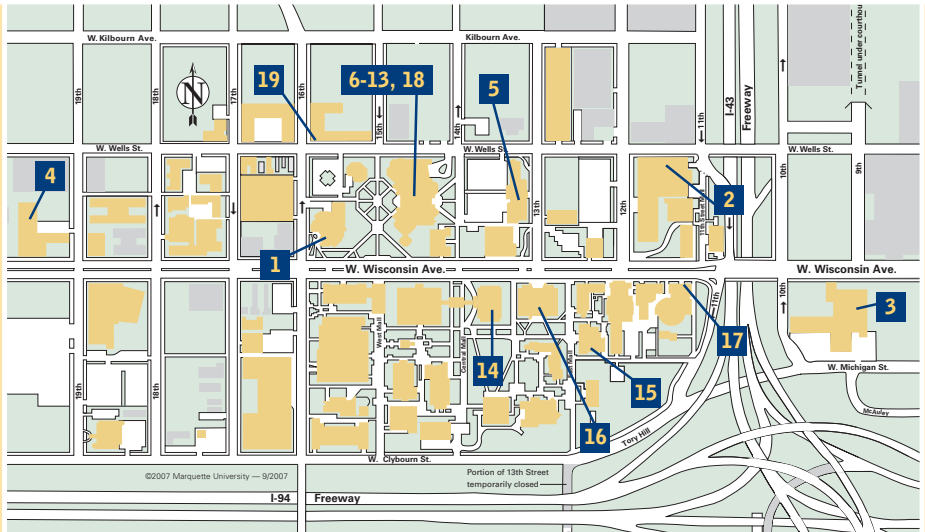 W. Kilbourn Ave.
Kilbourn Ave.
Tunnel under courthou
19th
18th
17th
16th
15th
14th
11th
I-43
Freeway
N
19
6-13, 18
5
W. Wells St.
W. Wells St.
W. Wells St.
10th
9th
4
13th
12th
11th Street Mall
2
1
W. Wisconsin Ave.
W. Wisconsin Ave.
10th
11th
3
West Mall
Central Mall
East Mall
17
14
15
16
W. Michigan St.
McAuley
19th
18th
Tory Hill
W. Clybourn St.
©2007 Marquette University — 9/2007
Portion of 13th Street
temporarily closed
I-94
Freeway